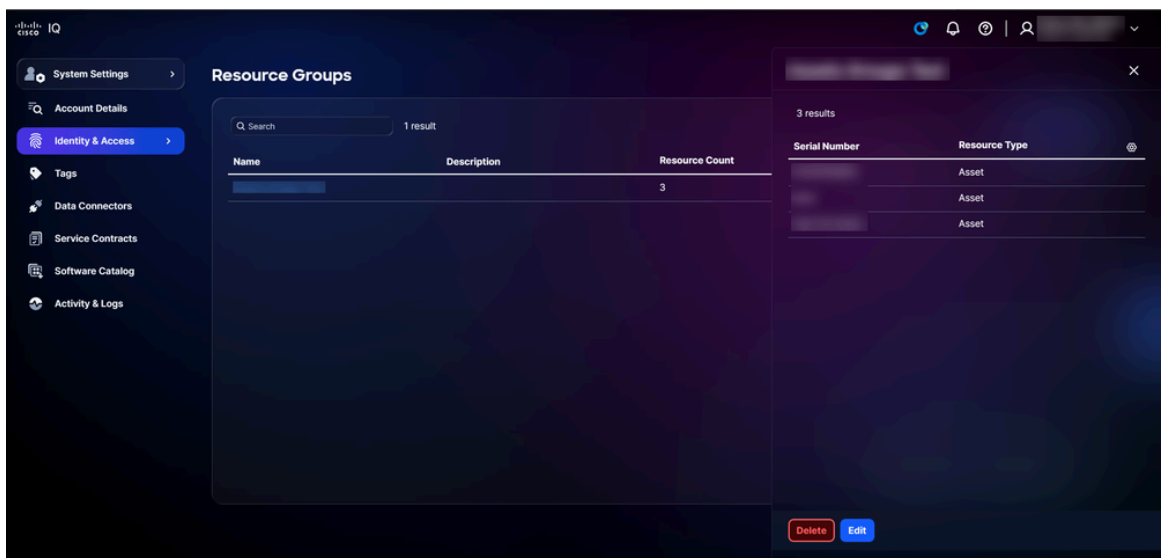 CISCO IQ
System Settings
Account Details
Identity & Access
Tags
Data Connectors
Service Contracts
Software Catalog
Activity & Logs
Resource Groups
Search
1 result
Name Description Resource Count
3
3 results
Serial Number Resource Type
Asset
Asset
Asset
Delete Edit